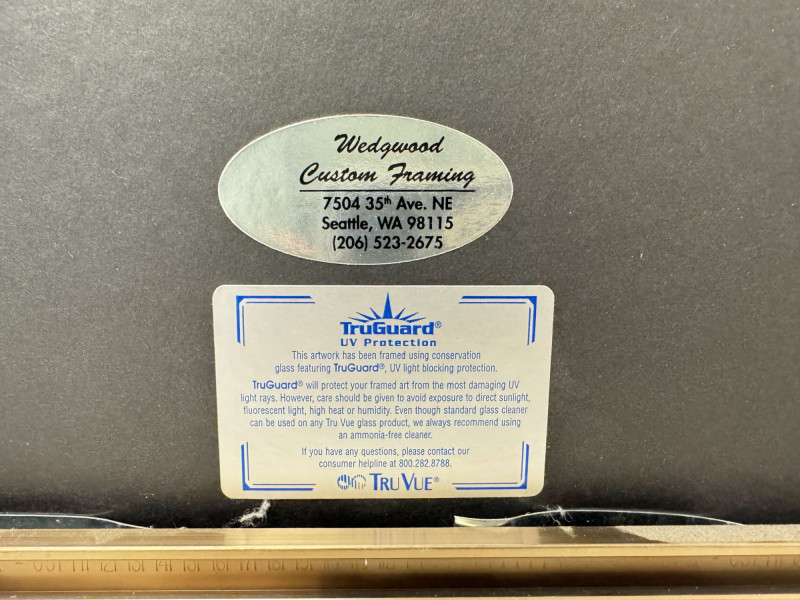 Wedgwood
Custom Framing
7504 35th Ave. NE
Seattle, WA 98115
(206) 523-2675
TruGuard®
UV Protection
This artwork has been framed using conservation
glass featuring TruGuard®, UV light blocking protection.
TruGuard® will protect your framed art from the most damaging UV
light rays. However, care should be given to avoid exposure to direct sunlight,
fluorescent light, high heat or humidity. Even though standard glass cleaner
can be used on any Tru Vue glass product, we always recommend using
an ammonia-free cleaner.
If you have any questions, please contact our
consumer helpline at 800.282.8788.
TRU VUE®